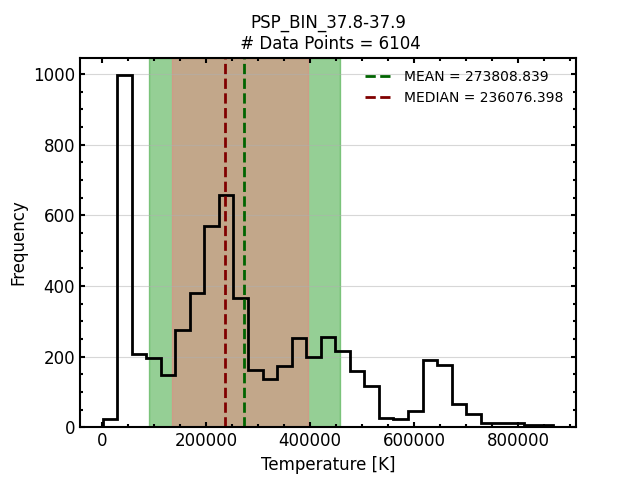 PSP_BIN_37.8-37.9
# Data Points = 6104
MEAN = 273808.839
MEDIAN = 236076.398
Frequency
1000
800
600
400
200
0
0 200000 400000 600000 800000
Temperature [K]